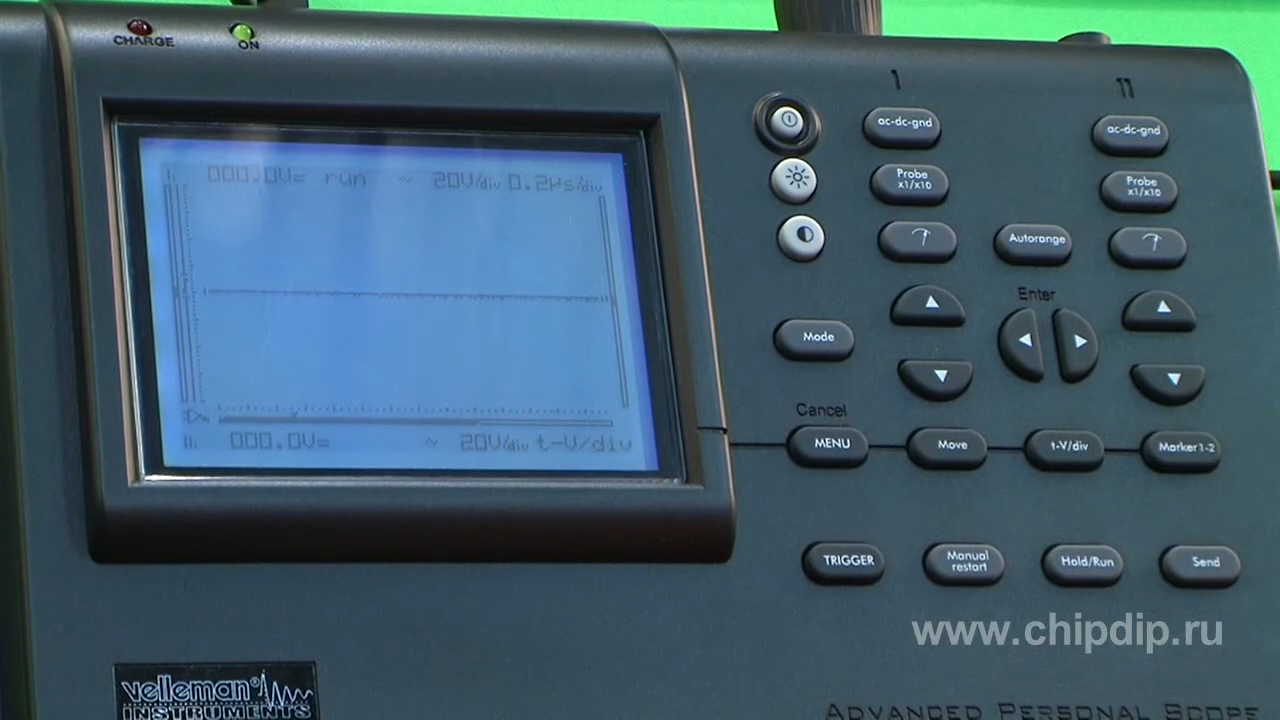 CHARGE
ON
000.0V= run ~ 20V/div 0.2µs/div
000.0V= ~ 20V/div t-V/div
I
II
ac-dc-gnd
ac-dc-gnd
Probe
x1/x10
Probe
x1/x10
Autorange
Enter
Mode
Cancel
MENU
Move
t-V/div
Marker1-2
TRIGGER
Manual
restart
Hold/Run
Send
www.chipdip.ru
velleman®
INSTRUMENTS
ADVANCED PERSONAL SCOPE